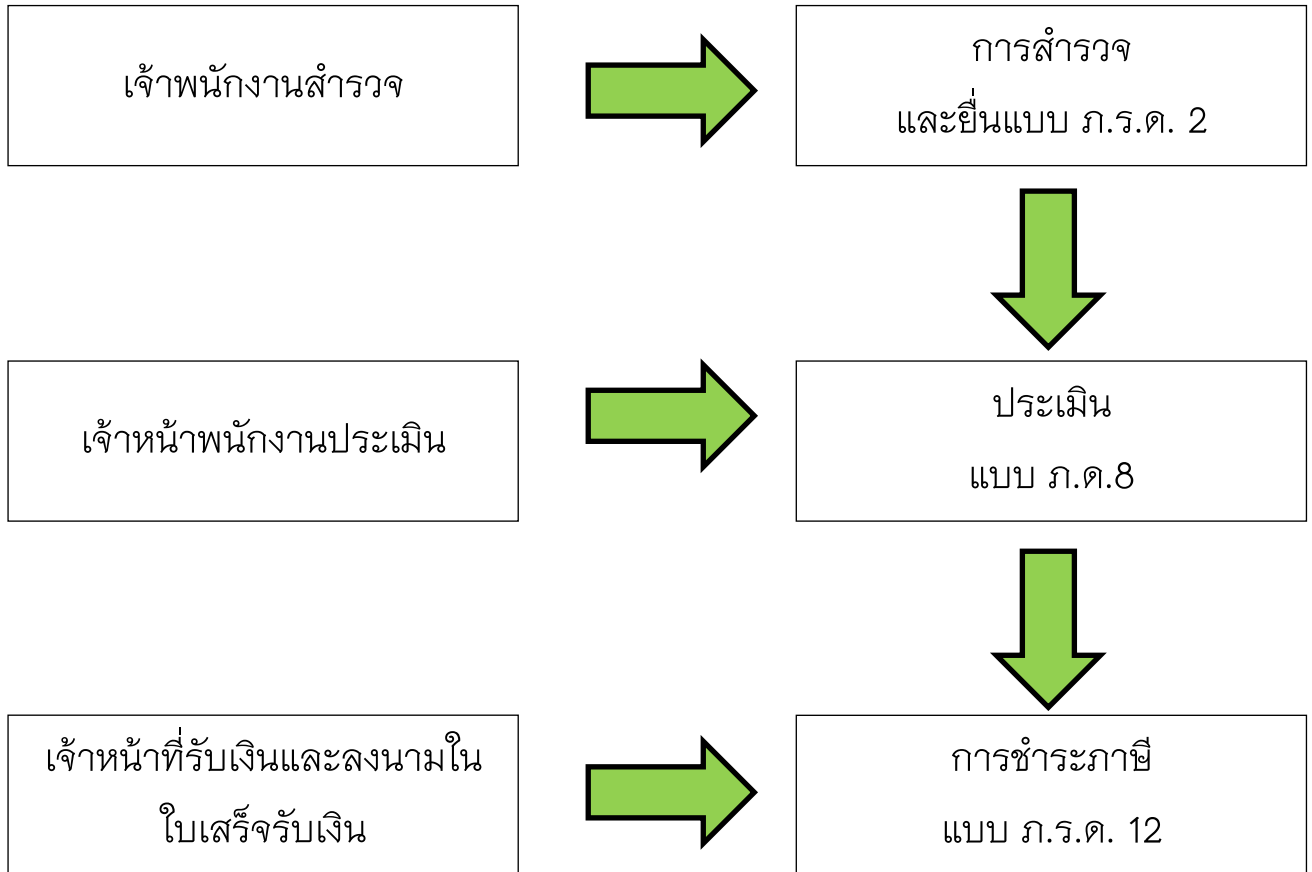 เจ้าพนักงานสำรวจ
การสำรวจ
และยื่นแบบ ภ.ร.ด. 2
เจ้าหน้าพนักงานประเมิน
ประเมิน
แบบ ภ.ด.8
เจ้าหน้าที่รับเงินและลงนามใน
ใบเสร็จรับเงิน
การชำระภาษี
แบบ ภ.ร.ด. 12